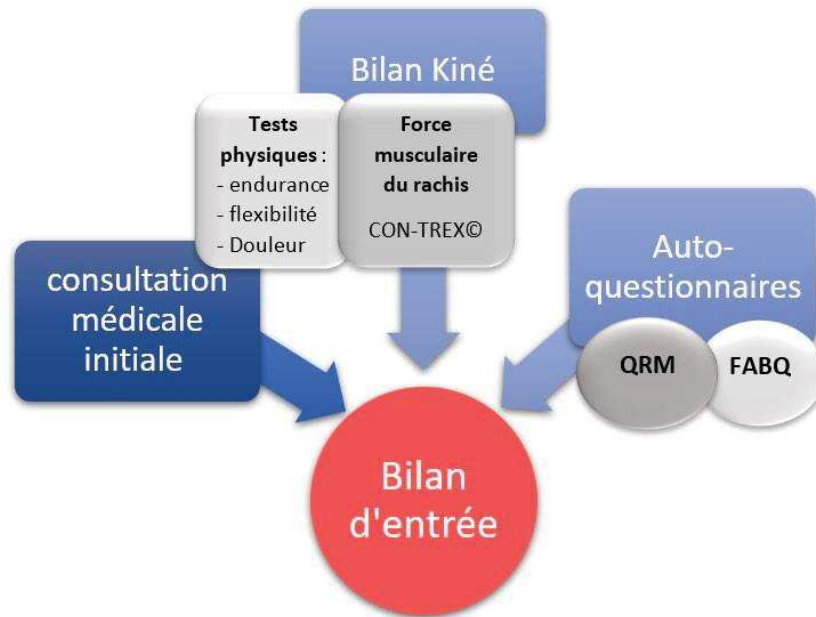 Bilan Kiné
Tests
physiques :
- endurance
- flexibilité
- Douleur
Force
musculaire
du rachis
CON-TREX©
consultation
médicale
initiale
Auto-
questionnaires
QRM
FABQ
Bilan
d'entrée